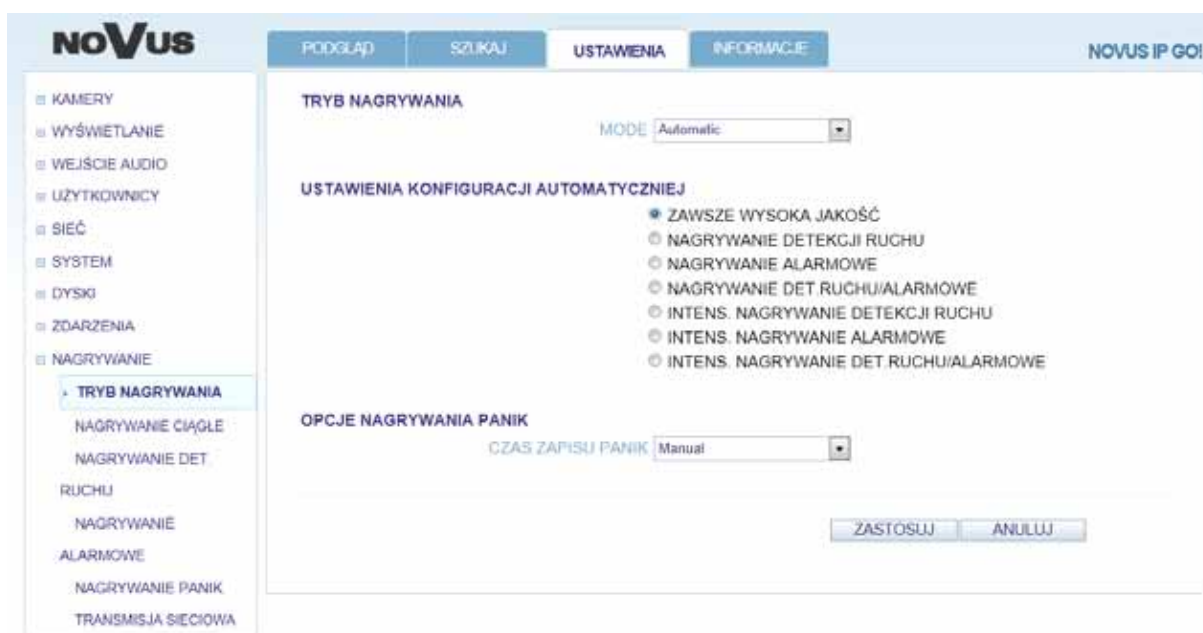 NOVUS
PODGLĄD
SZUKAJ
USTAWIENIA
INFORMACJE
NOVUS IP GO!
KAMERY
WYŚWIETLANIE
WEJŚCIE AUDIO
UŻYTKOWNICY
SIEĆ
SYSTEM
DYSKI
ZDARZENIA
NAGRYWANIE
TRYB NAGRYWANIA
NAGRYWANIE CIĄGŁE
NAGRYWANIE DET
RUCHU
NAGRYWANIE
ALARMOWE
NAGRYWANIE PANIK
TRANSMISJA SIECIOWA
TRYB NAGRYWANIA
MODE Automatic
USTAWIENIA KONFIGURACJI AUTOMATYCZNIEJ
ZAWSZE WYSOKA JAKOŚĆ
NAGRYWANIE DETEKCJI RUCHU
NAGRYWANIE ALARMOWE
NAGRYWANIE DET RUCHU/ALARMOWE
INTENS. NAGRYWANIE DETEKCJI RUCHU
INTENS. NAGRYWANIE ALARMOWE
INTENS. NAGRYWANIE DET.RUCHU/ALARMOWE
OPCJE NAGRYWANIA PANIK
CZAS ZAPISU PANIK Manual
ZASTOSUJ
ANULUJ